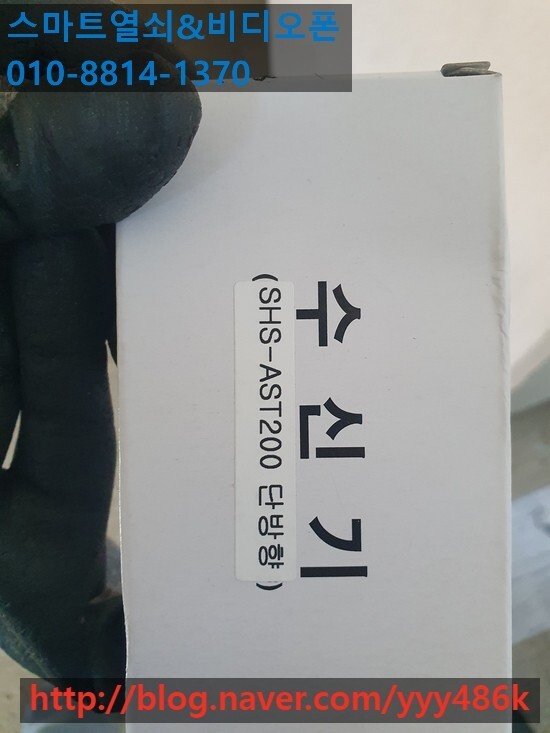 스마트열쇠&비디오폰
010-8814-1370
수신기
(SHS-AST200 단방향)
http://blog.naver.com/yyy486k